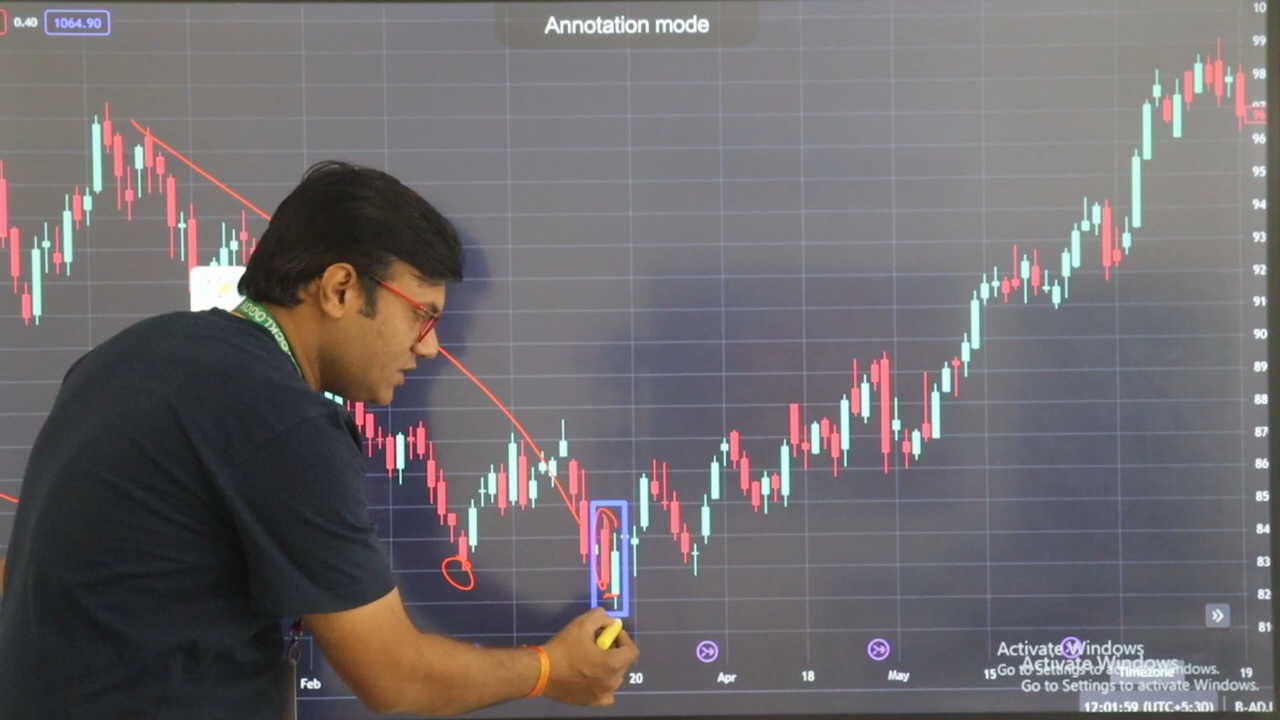 0.40 1064.90
Annotation mode
10
99
98
97
96
96
95
94
93
92
91
90
89
88
87
86
85
84
83
82
81
Feb
20
Apr
18
May
15
19
Activate Windows
Go to Settings to activate Windows.
Activate Windows
Go to Settings to activate Windows.
Timezone
12:01:59 (UTC+5:30)
B-ADJ